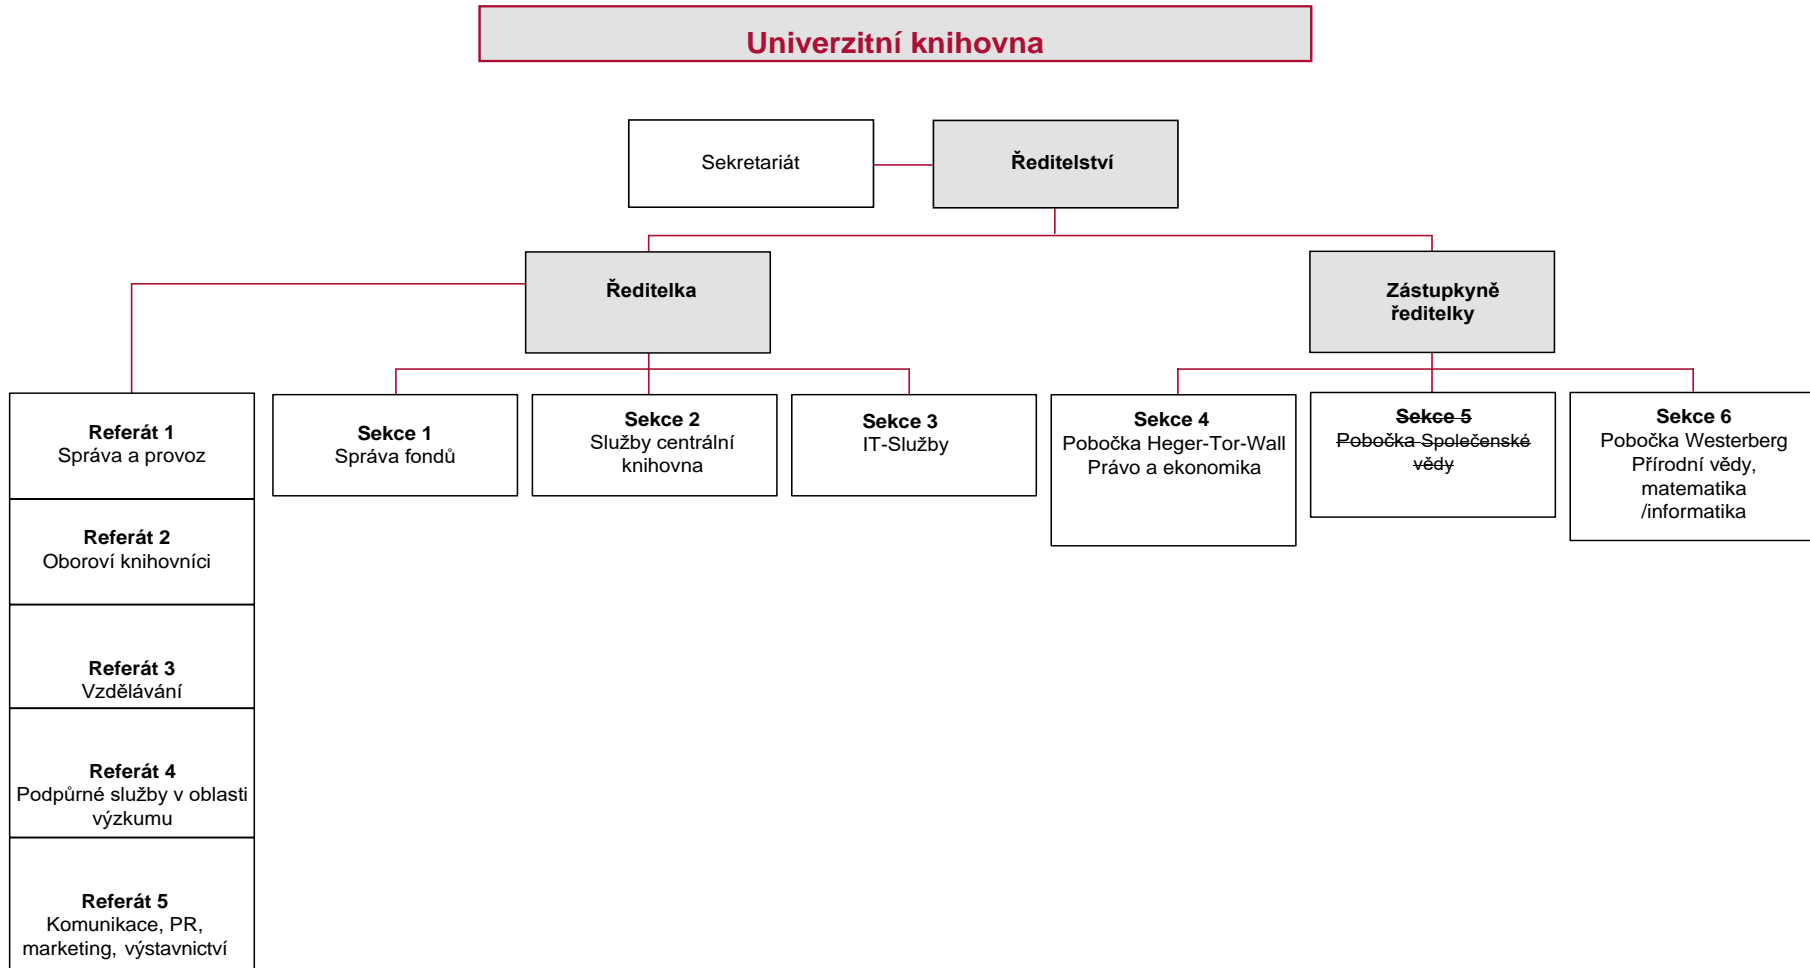 Univerzitní knihovna
Sekretariát
Ředitelství
Ředitelka
Zástupkyně
ředitelky
Referát 1
Správa a provoz
Sekce 1
Správa fondů
Sekce 2
Služby centrální
knihovna
Sekce 3
IT-Služby
Sekce 4
Pobočka Heger-Tor-Wall
Právo a ekonomika
Sekce 5
Pobočka Společenské
vědy
Sekce 6
Pobočka Westerberg
Přírodní vědy,
matematika
/informatika
Referát 2
Oboroví knihovníci
Referát 3
Vzdělávání
Referát 4
Podpůrné služby v oblasti
výzkumu
Referát 5
Komunikace, PR,
marketing, výstavnictví